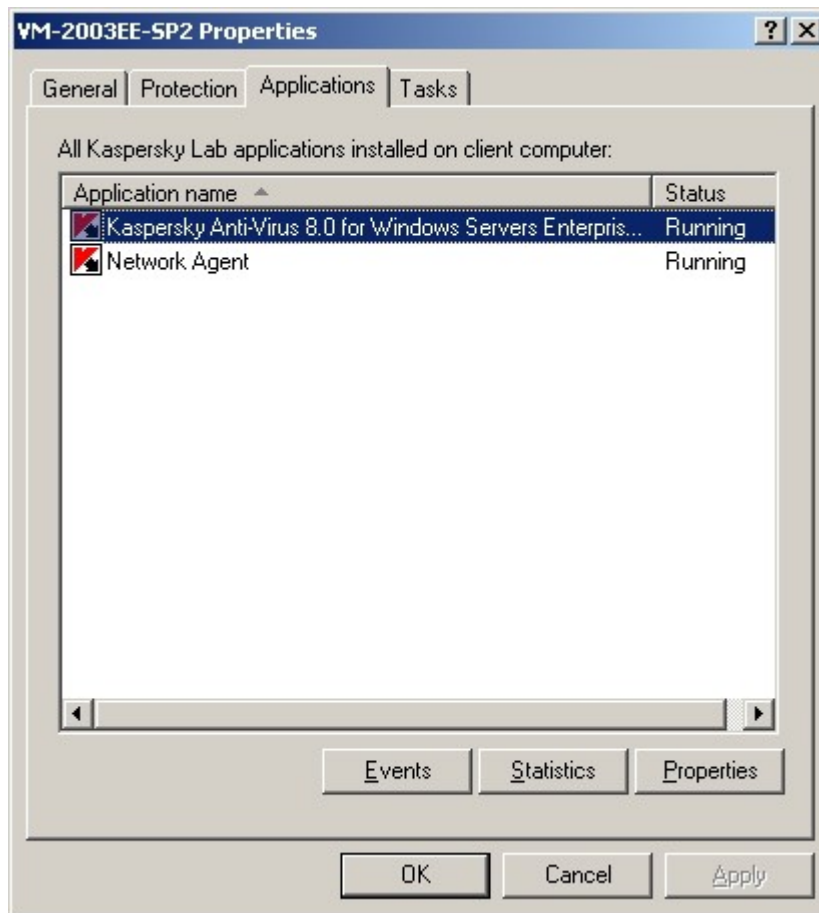 VM-2003EE-SP2 Properties
General Protection Applications Tasks
All Kaspersky Lab applications installed on client computer:
Application name Status
Kaspersky Anti-Virus 8.0 for Windows Servers Enterpris... Running
Network Agent Running
Events Statistics Properties
OK Cancel Apply